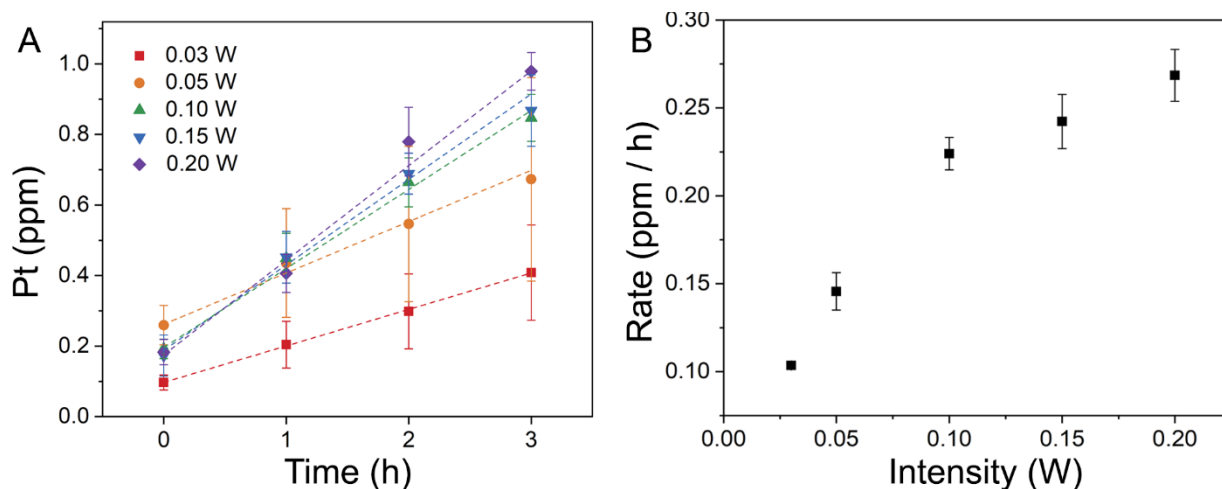 A
0.03 W
0.05 W
0.10 W
0.15 W
0.20 W
1.0
0.8
0.6
0.4
0.2
0.0
Pt (ppm)
0 1 2 3
Time (h)
B
0.30
0.25
0.20
0.15
0.10
Rate (ppm / h)
0.00 0.05 0.10 0.15 0.20
Intensity (W)